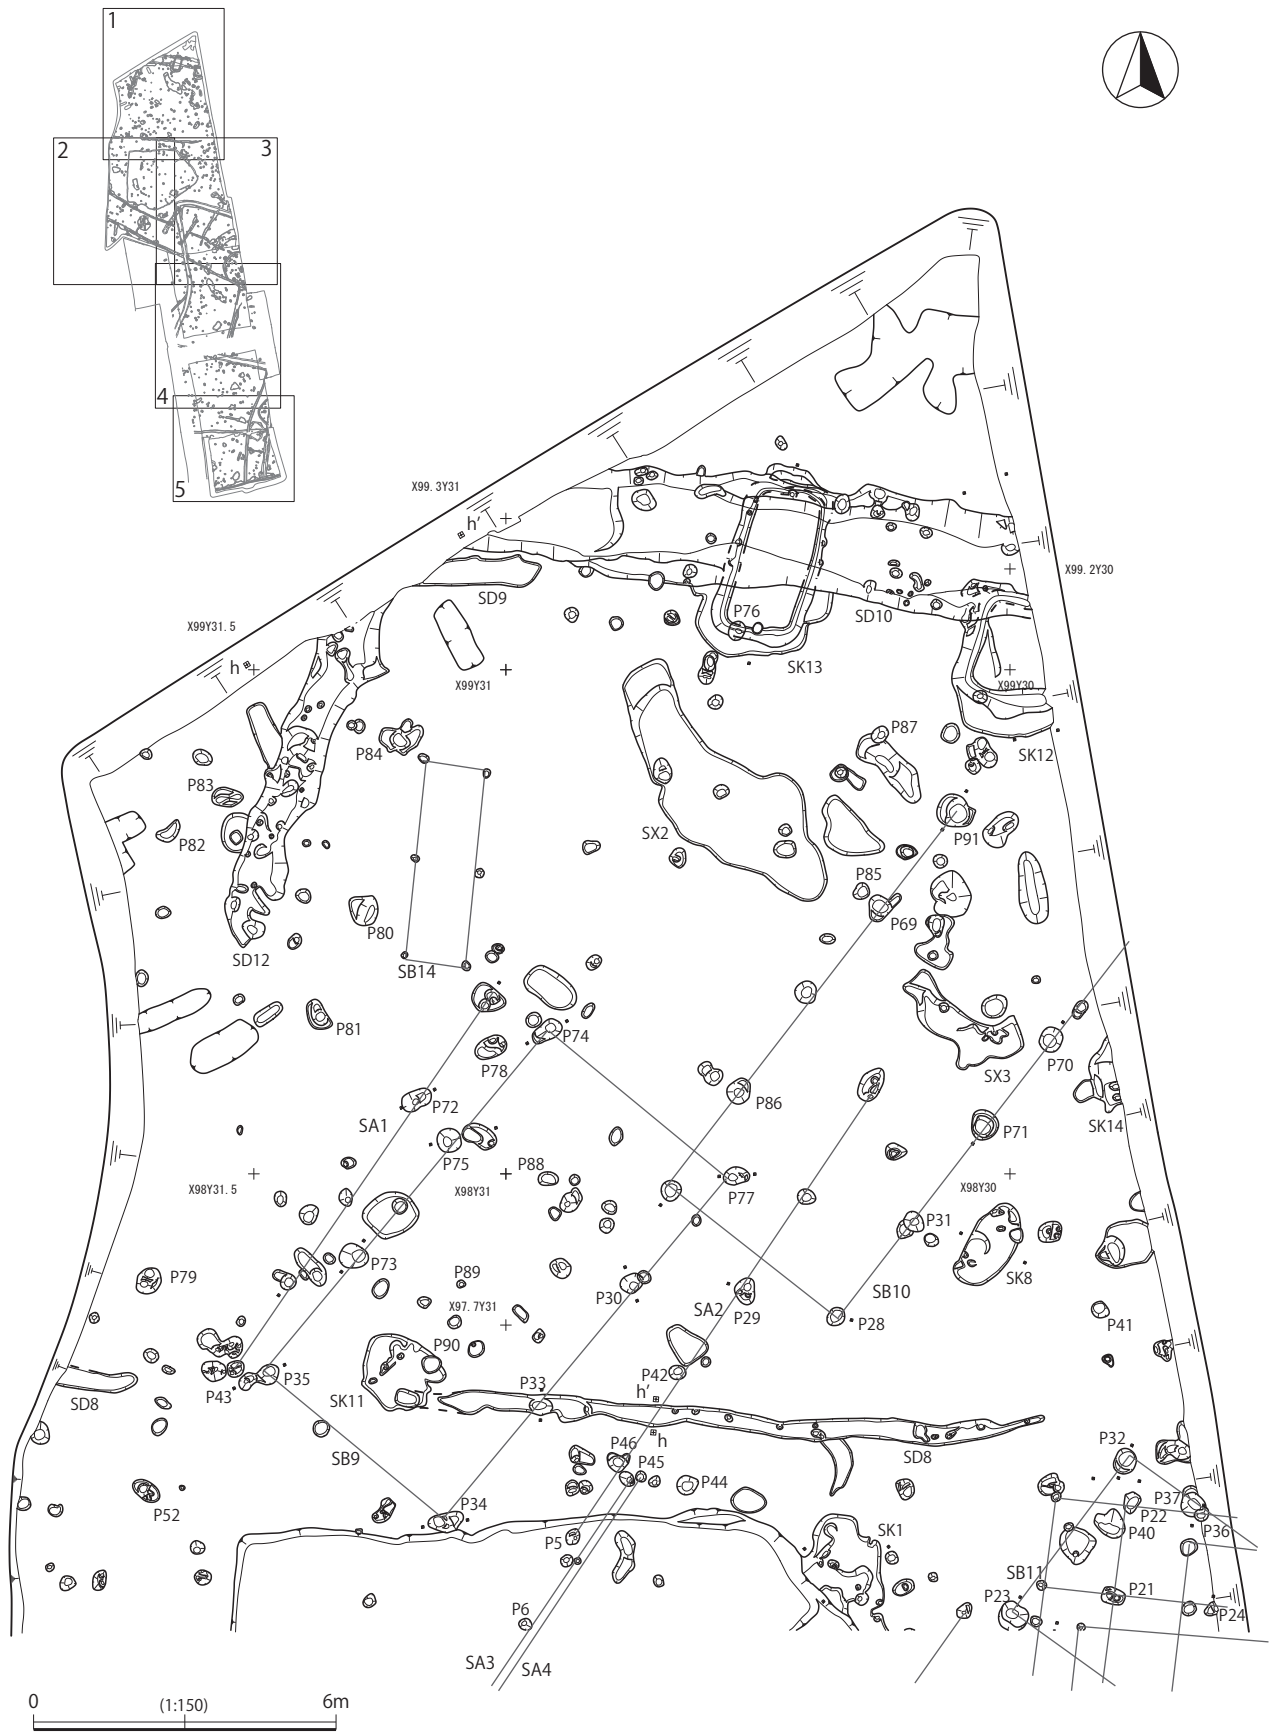 1
2
3
4
5
X99. 3Y31
h'
X99. 2Y30
SD9
P76
SD10
X99Y31. 5
SK13
h
X99Y31
X99Y30
P84
P87
SK12
P83
P82
SX2
P91
P85
P69
P80
SD12
SB14
P81
P74
P78
SX3
P70
P86
SA1
P72
P71
SK14
P75
P88
P77
X98Y31. 5
X98Y31
X98Y30
P31
P79
P73
P89
SK8
P30
SA2
SB10
X97. 7Y31
P29
P28
P41
P90
P42
P43
P35
SK11
P33
h'
SD8
h
SD8
P46
P32
SB9
P45
P44
P37
P52
P22
P34
P36
P5
SK1
P40
SB11
P21
P6
P23
P24
SA3
SA4
0
(1:150)
6m